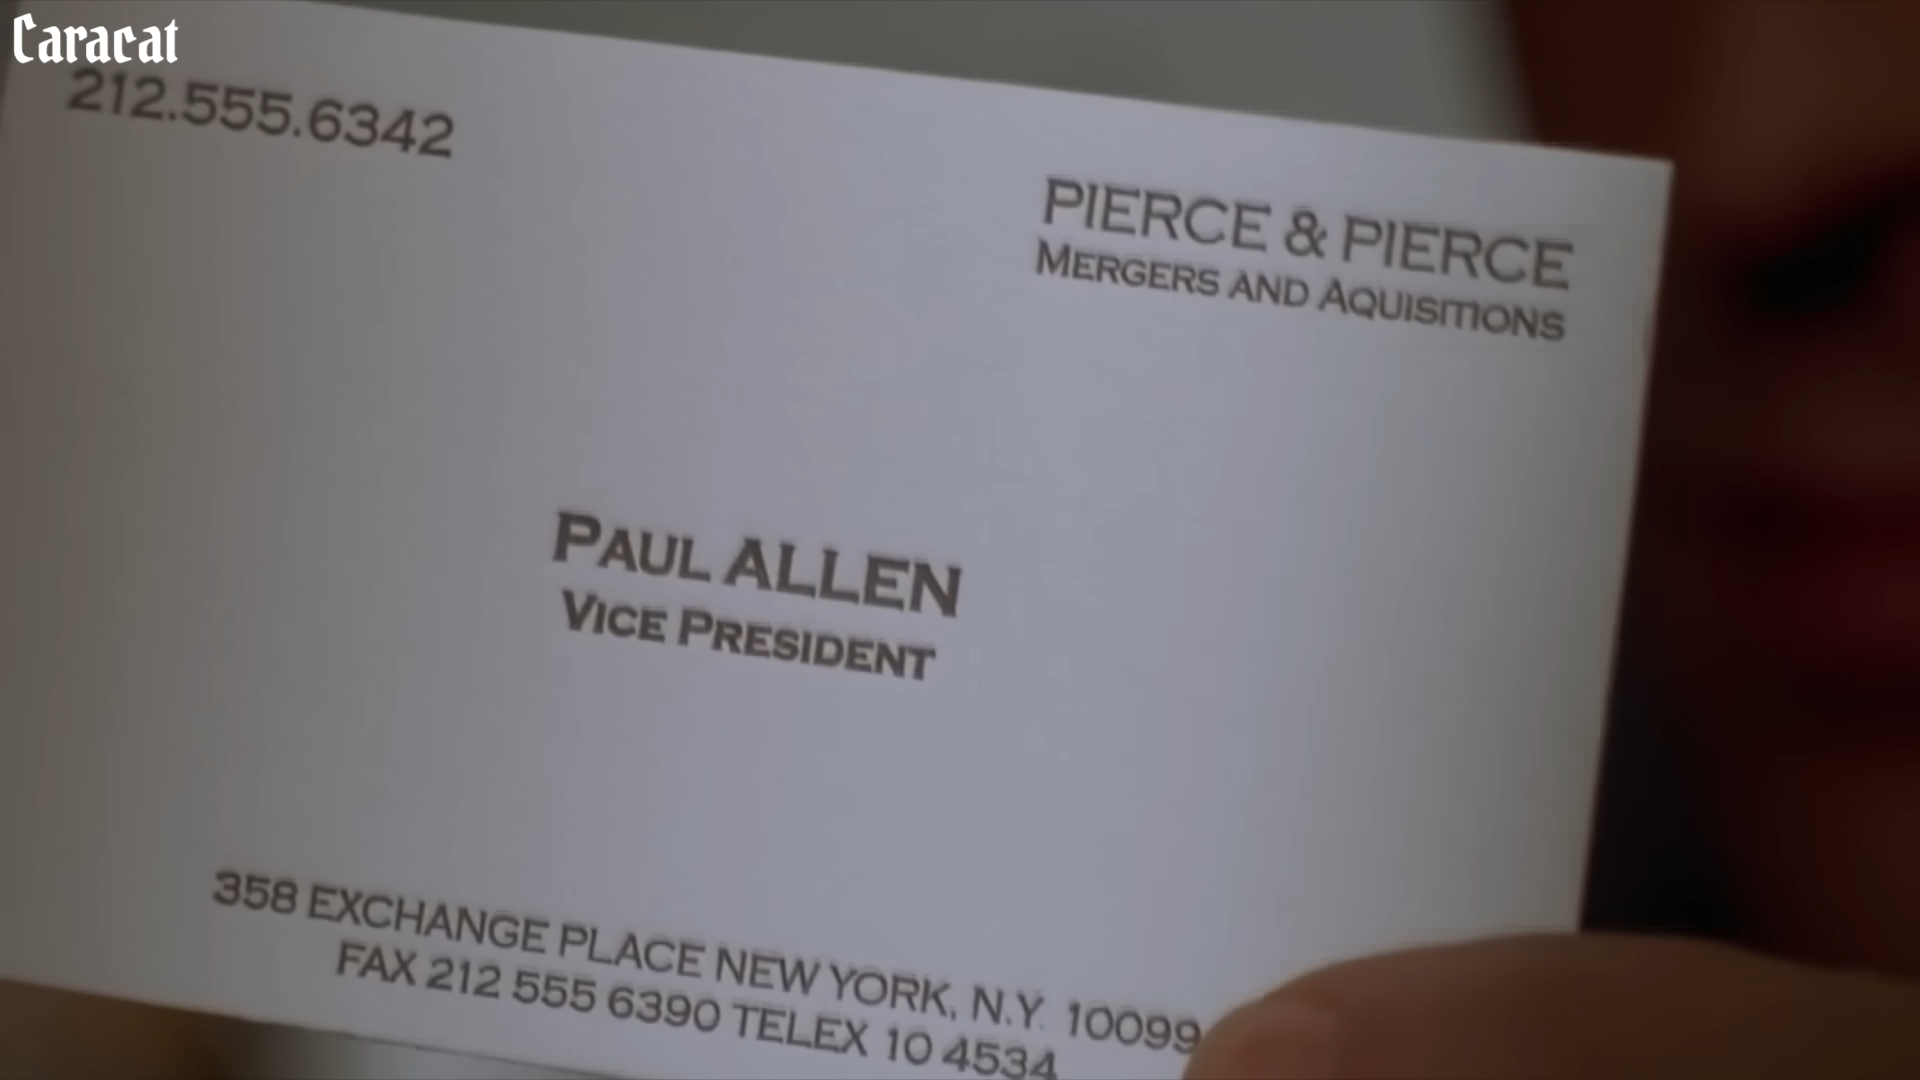 Caracat
212.555.6342
PIERCE & PIERCE
MERGERS AND AQUISITIONS
PAUL ALLEN
VICE PRESIDENT
358 EXCHANGE PLACE NEW YORK, N.Y. 10099
FAX 212 555 6390 TELEX 10 4534